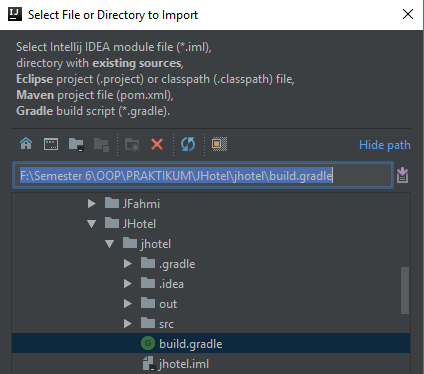 IJ Select File or Directory to Import
Select Intellij IDEA module file (*.iml),
directory with existing sources,
Eclipse project (.project) or classpath (.classpath) file,
Maven project file (pom.xml),
Gradle build script (*.gradle).
Hide path
F:\Semester 6\OOP\PRAKTIKUM\JHotel\jhotel\build.gradle
JFahmi
JHotel
jhotel
.gradle
.idea
out
src
G build.gradle
jhotel.iml